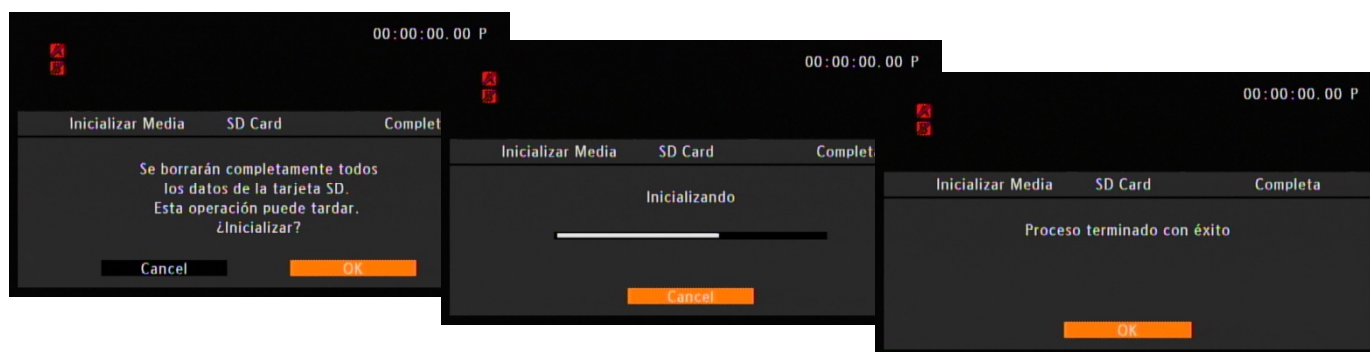 00:00:00.00 P
Inicializar Media SD Card Complet
Se borrarán completamente todos
los datos de la tarjeta SD.
Esta operación puede tardar.
¿Inicializar?
Cancel OK
00:00:00.00 P
Inicializar Media SD Card Completa
Inicializando
Cancel
00:00:00.00 P
Inicializar Media SD Card Completa
Proceso terminado con éxito
OK